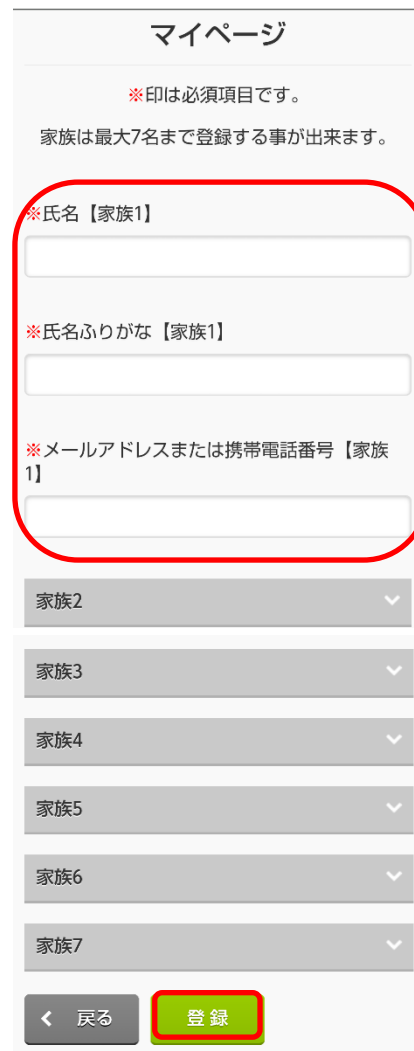 マイページ
※印は必須項目です。
家族は最大7名まで登録する事が出来ます。
※氏名【家族1】
※氏名ふりがな【家族1】
※メールアドレスまたは携帯電話番号【家族
1】
家族2
家族3
家族4
家族5
家族6
家族7
戻る
登録